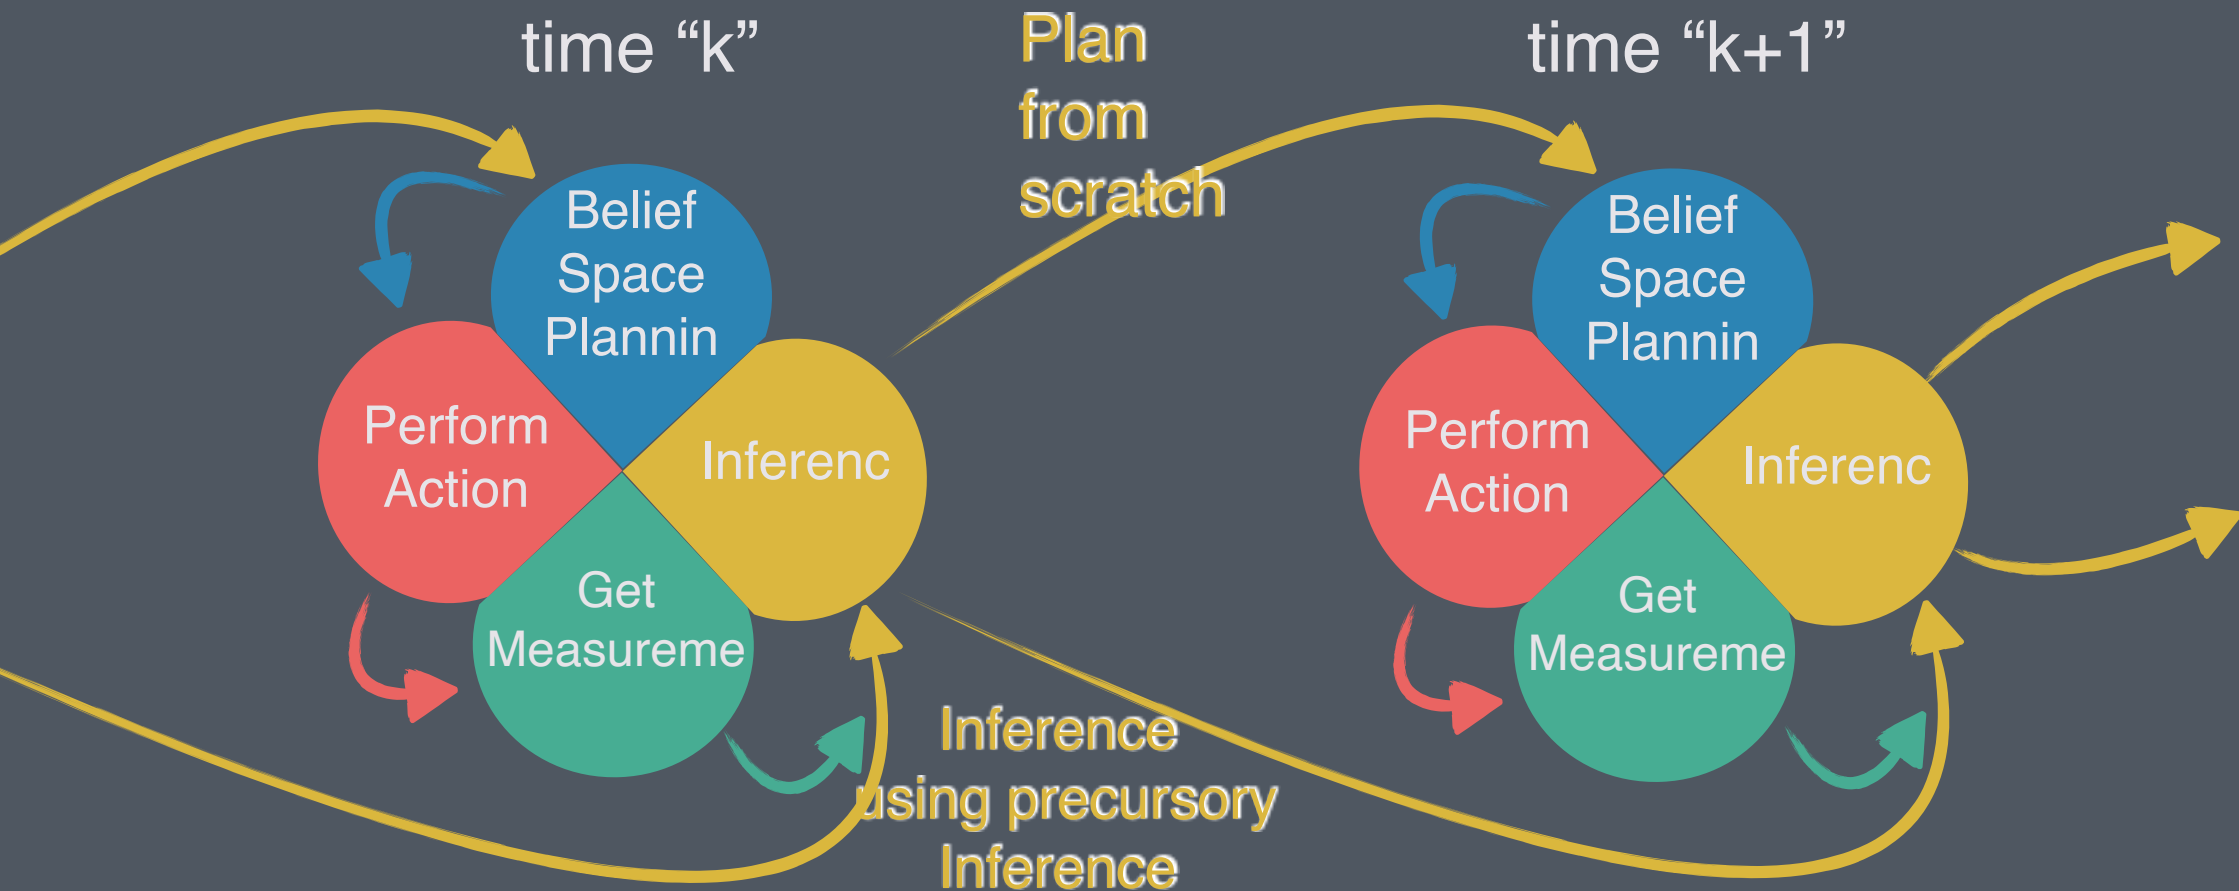 time “k”
Plan
from
scratch
time “k+1”
Belief
Space
Plannin
Perform
Action
Inferenc
Get
Measureme
Inference
using precursory
Inference
Belief
Space
Plannin
Perform
Action
Inferenc
Get
Measureme